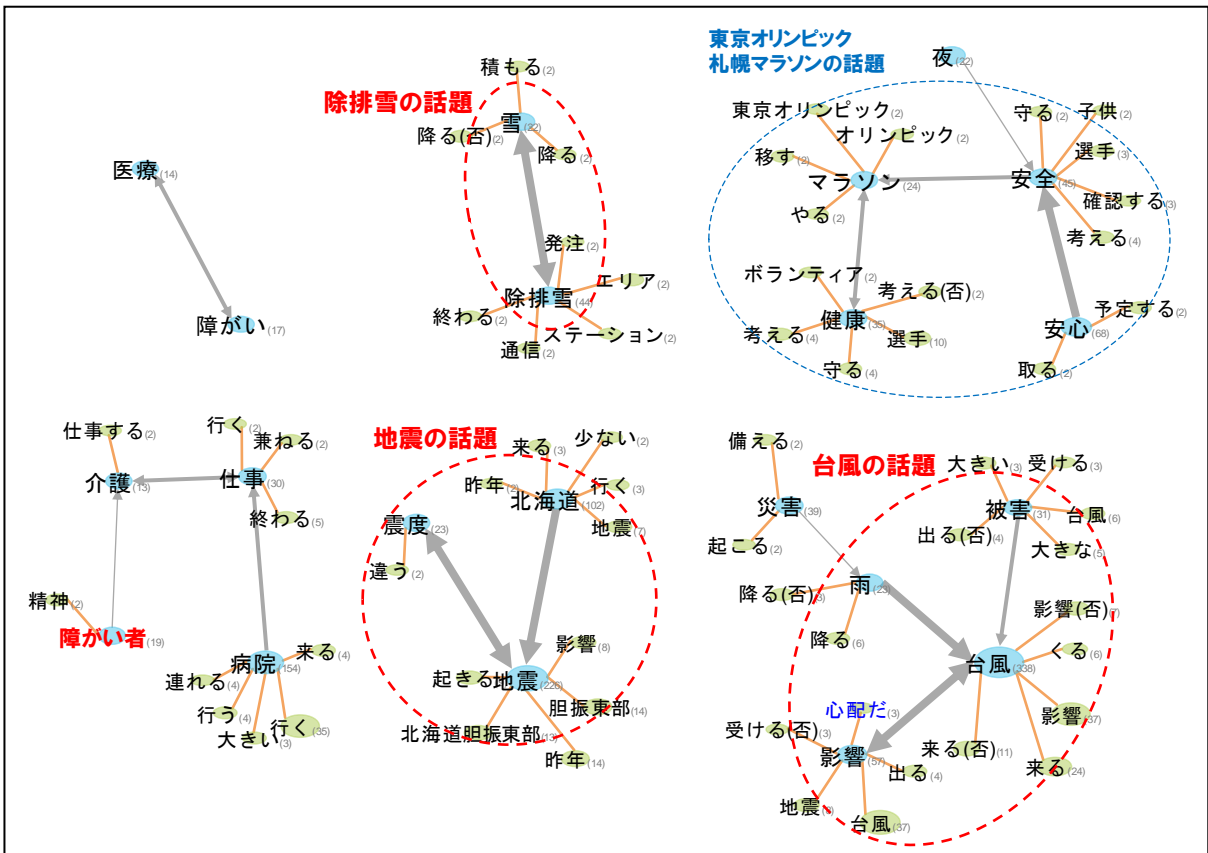 東京オリンピック
札幌マラソンの話題
夜(22)
積もる(2)
除排雪の話題
雪(22)
降る(否)(2)
降る(2)
東京オリンピック(2)
オリンピック(2)
移す(2)
マラソン(24)
やる(2)
守る(2)
子供(2)
選手(3)
安全(45)
確認する(3)
考える(4)
医療(14)
障がい(17)
発注(2)
エリア(2)
除排雪(44)
終わる(2)
ステーション(2)
通信(2)
ボランティア(2)
考える(否)(2)
健康(35)
考える(4)
選手(10)
守る(4)
予定する(2)
安心(68)
取る(2)
仕事する(2)
行く(2)
兼ねる(2)
介護(13)
仕事(30)
終わる(5)
精神(2)
障がい者(19)
病院(154)
来る(4)
連れる(4)
行う(4)
大きい(3)
行く(35)
地震の話題
来る(3)
少ない(2)
昨年(2)
北海道(102)
行く(3)
地震(7)
震度(23)
違う(2)
影響(8)
起きる
地震(226)
胆振東部(14)
北海道胆振東部(13)
昨年(14)
備える(2)
災害(39)
起こる(2)
台風の話題
大きい(3)
受ける(3)
被害(31)
台風(6)
出る(否)(4)
大きな(5)
雨(23)
降る(否)(3)
降る(6)
影響(否)(7)
くる(6)
台風(338)
影響(37)
来る(否)(11)
来る(24)
心配だ(3)
受ける(否)(3)
影響(57)
出る(4)
地震
台風(37)